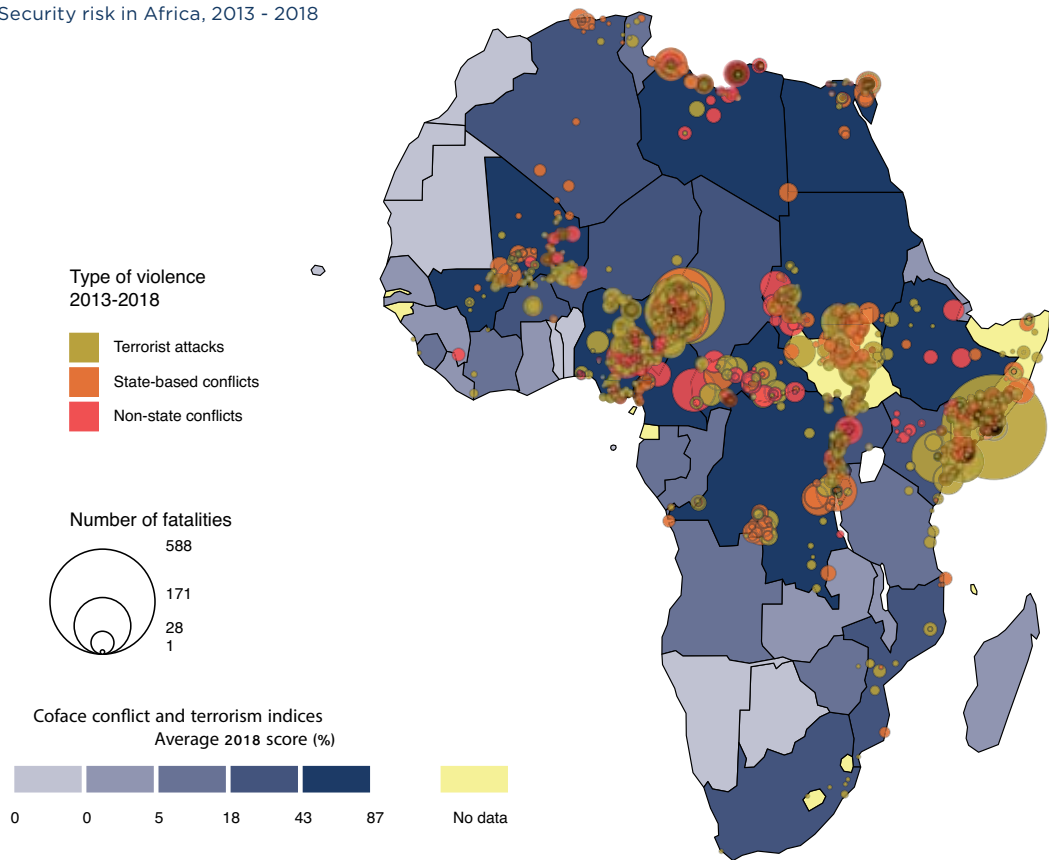 Security risk in Africa, 2013 - 2018
Type of violence
2013-2018
Terrorist attacks
State-based conflicts
Non-state conflicts
Number of fatalities
588
171
28
1
Coface conflict and terrorism indices
Average 2018 score (%)
0 0 5 18 43 87 No data